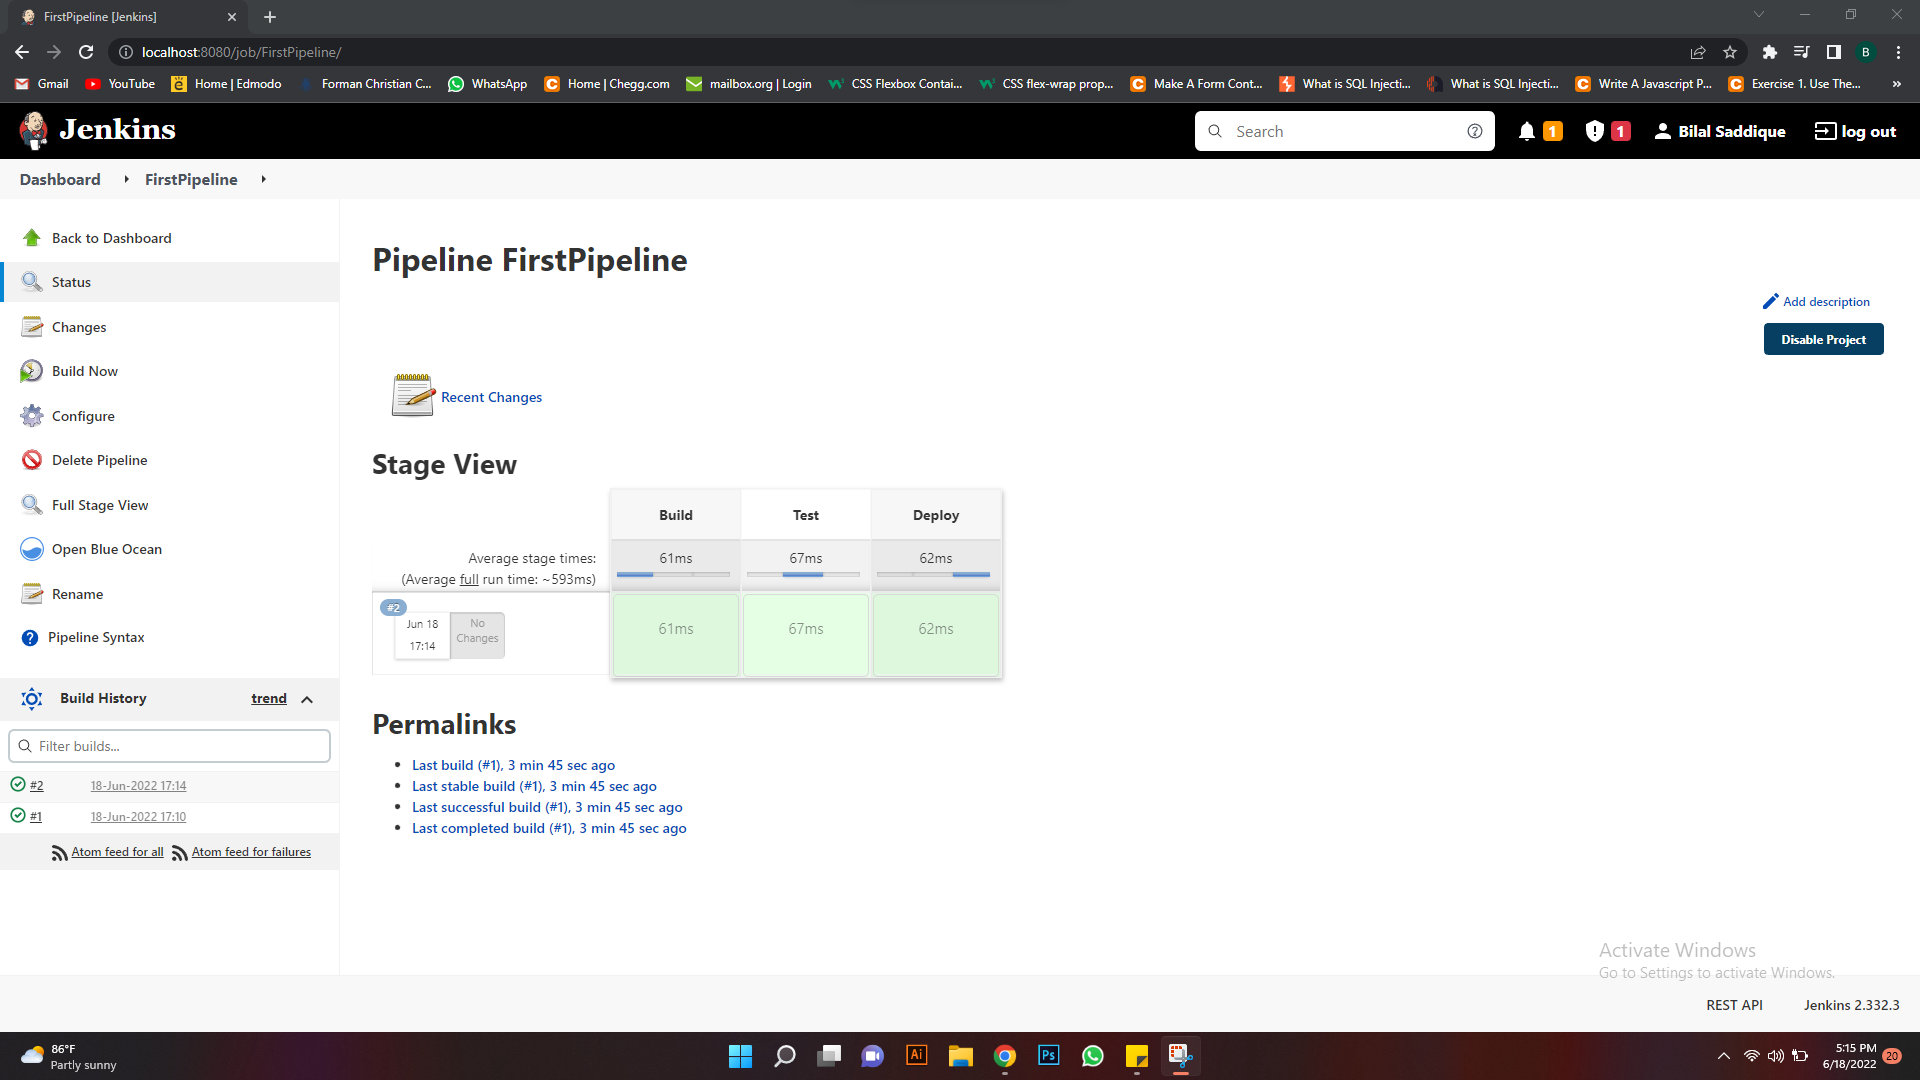 FirstPipeline [Jenkins]
localhost:8080/job/FirstPipeline/
B
Gmail
YouTube
Home | Edmodo
Forman Christian C...
WhatsApp
Home | Chegg.com
mailbox.org | Login
CSS Flexbox Contai...
CSS flex-wrap prop...
Make A Form Cont...
What is SQL Injecti...
What is SQL Injecti...
Write A Javascript P...
Exercise 1. Use The...
»
Jenkins
Search
1
1
Bilal Saddique
log out
Dashboard
FirstPipeline
Back to Dashboard
Status
Changes
Build Now
Configure
Delete Pipeline
Full Stage View
Open Blue Ocean
Rename
Pipeline Syntax
Build History
trend
Filter builds...
#2 18-Jun-2022 17:14
#1 18-Jun-2022 17:10
Atom feed for all Atom feed for failures
Pipeline FirstPipeline
Add description
Disable Project
Recent Changes
Stage View
Build Test Deploy
Average stage times: 61ms 67ms 62ms
(Average full run time: ~593ms)
#2
Jun 18
17:14
No
Changes
61ms 67ms 62ms
Permalinks
Last build (#1), 3 min 45 sec ago
Last stable build (#1), 3 min 45 sec ago
Last successful build (#1), 3 min 45 sec ago
Last completed build (#1), 3 min 45 sec ago
Activate Windows
Go to Settings to activate Windows.
REST API Jenkins 2.332.3
86°F
Partly sunny
Ai
Ps
5:15 PM
6/18/2022
20